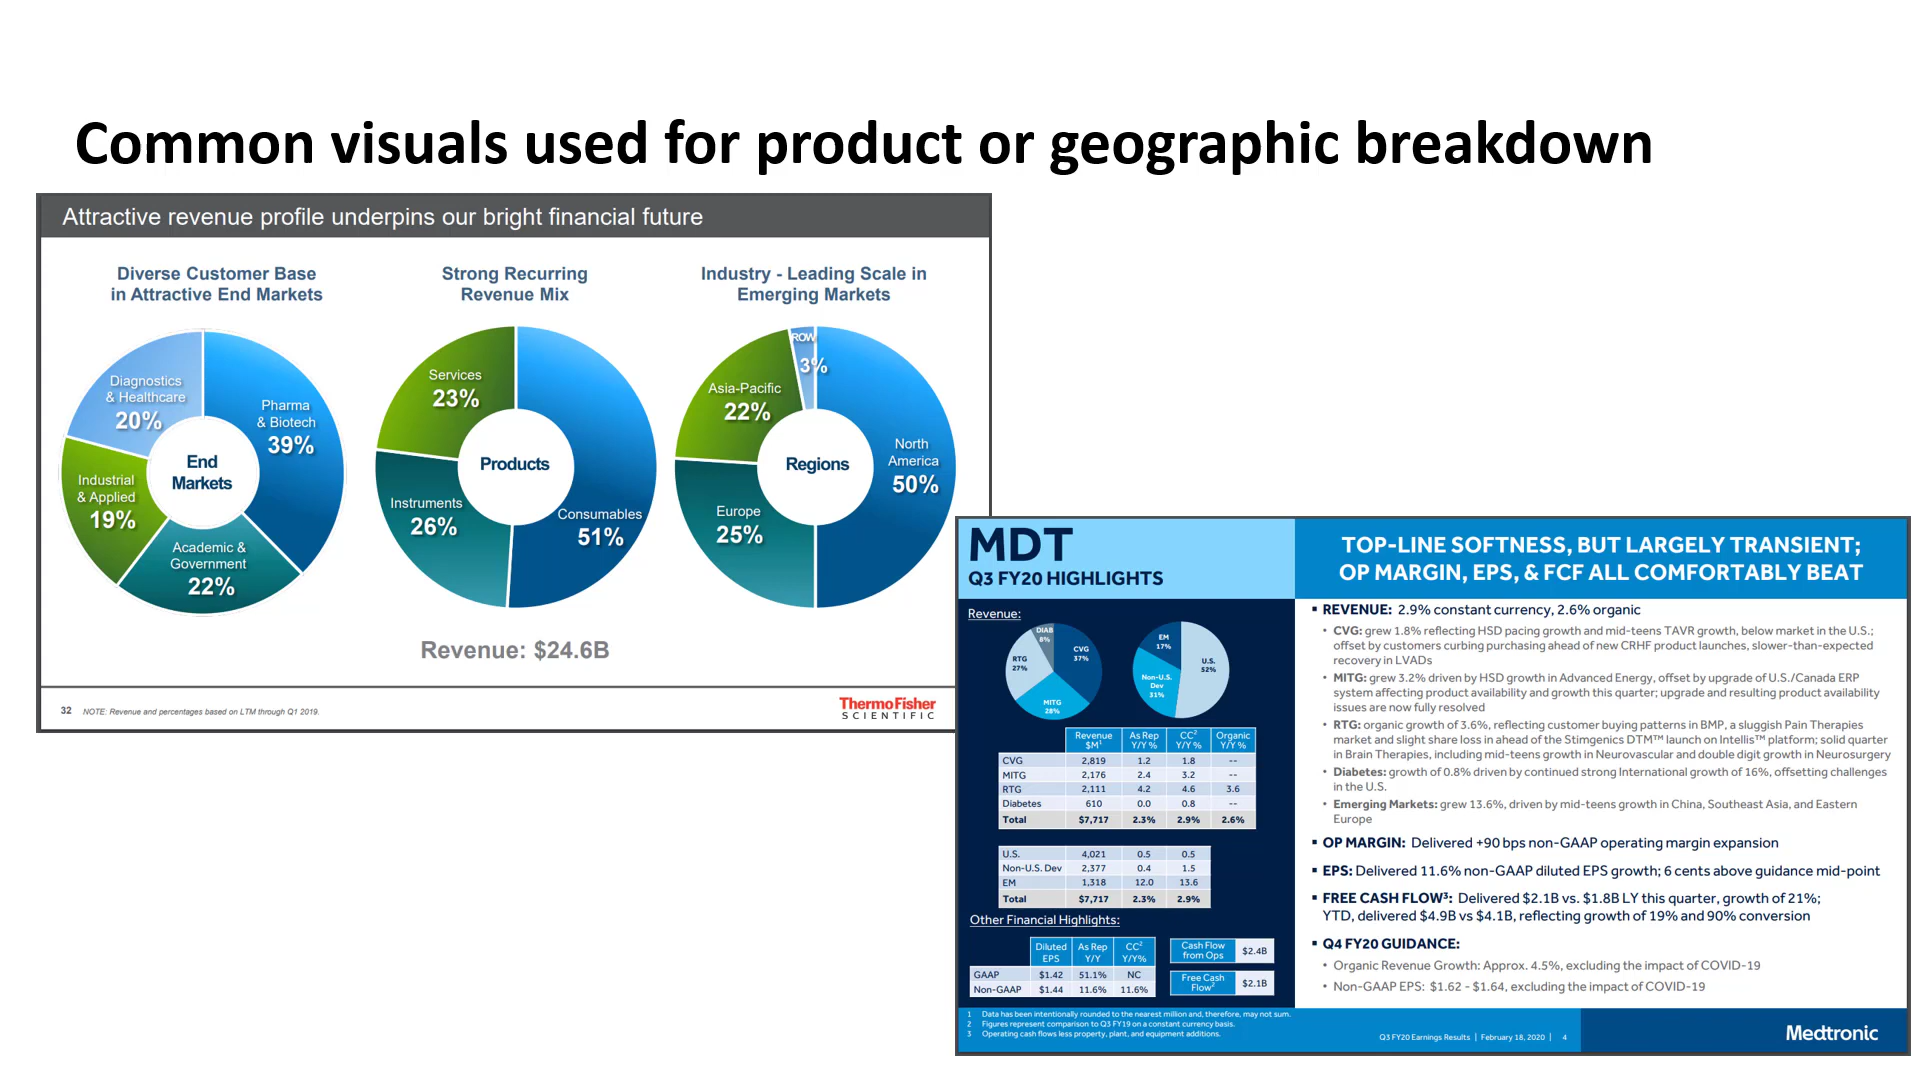 Common visuals used for product or geographic breakdown
Attractive revenue profile underpins our bright financial future
Diverse Customer Base
in Attractive End Markets
Strong Recurring
Revenue Mix
Industry - Leading Scale in
Emerging Markets
Diagnostics
& Healthcare
20%
Pharma
& Biotech
39%
End
Markets
Industrial
& Applied
19%
Academic &
Government
22%
Services
23%
Products
Instruments
26%
Consumables
51%
ROW
3%
Asia-Pacific
22%
North
America
50%
Regions
Europe
25%
Revenue: $24.6B
32 NOTE: Revenue and percentages based on LTM through Q1 2019.
ThermoFisher
SCIENTIFIC
MDT
Q3 FY20 HIGHLIGHTS
TOP-LINE SOFTNESS, BUT LARGELY TRANSIENT;
OP MARGIN, EPS, & FCF ALL COMFORTABLY BEAT
Revenue:
DIAB
8%
CVG
37%
RTG
27%
MITG
28%
EM
17%
U.S.
52%
Non-U.S.
Dev
31%
Revenue As Rep CC² Organic
$M¹ Y/Y % Y/Y % Y/Y %
CVG 2,819 1.2 1.8 --
MITG 2,176 2.4 3.2 --
RTG 2,111 4.2 4.6 3.6
Diabetes 610 0.0 0.8 --
Total $7,717 2.3% 2.9% 2.6%
U.S. 4,021 0.5 0.5
Non-U.S. Dev 2,377 0.4 1.5
EM 1,318 12.0 13.6
Total $7,717 2.3% 2.9%
Other Financial Highlights:
Diluted As Rep CC²
EPS Y/Y Y/Y%
GAAP $1.42 51.1% NC
Non-GAAP $1.44 11.6% 11.6%
Cash Flow
from Ops
$2.4B
Free Cash
Flow²
$2.1B
▪ REVENUE: 2.9% constant currency, 2.6% organic
• CVG: grew 1.8% reflecting HSD pacing growth and mid-teens TAVR growth, below market in the U.S.;
offset by customers curbing purchasing ahead of new CRHF product launches, slower-than-expected
recovery in LVADs
• MITG: grew 3.2% driven by HSD growth in Advanced Energy, offset by upgrade of U.S./Canada ERP
system affecting product availability and growth this quarter; upgrade and resulting product availability
issues are now fully resolved
• RTG: organic growth of 3.6%, reflecting customer buying patterns in BMP, a sluggish Pain Therapies
market and slight share loss in ahead of the Stimgenics DTM™ launch on Intellis™ platform; solid quarter
in Brain Therapies, including mid-teens growth in Neurovascular and double digit growth in Neurosurgery
• Diabetes: growth of 0.8% driven by continued strong International growth of 16%, offsetting challenges
in the U.S.
• Emerging Markets: grew 13.6%, driven by mid-teens growth in China, Southeast Asia, and Eastern
Europe
▪ OP MARGIN: Delivered +90 bps non-GAAP operating margin expansion
▪ EPS: Delivered 11.6% non-GAAP diluted EPS growth; 6 cents above guidance mid-point
▪ FREE CASH FLOW³: Delivered $2.1B vs. $1.8B LY this quarter, growth of 21%;
YTD, delivered $4.9B vs $4.1B, reflecting growth of 19% and 90% conversion
▪ Q4 FY20 GUIDANCE:
• Organic Revenue Growth: Approx. 4.5%, excluding the impact of COVID-19
• Non-GAAP EPS: $1.62 - $1.64, excluding the impact of COVID-19
1 Data has been intentionally rounded to the nearest million and, therefore, may not sum.
2 Figures represent comparison to Q3 FY19 on a constant currency basis.
3 Operating cash flows less property, plant, and equipment additions.
Q3 FY20 Earnings Results | February 18, 2020 | 4
Medtronic